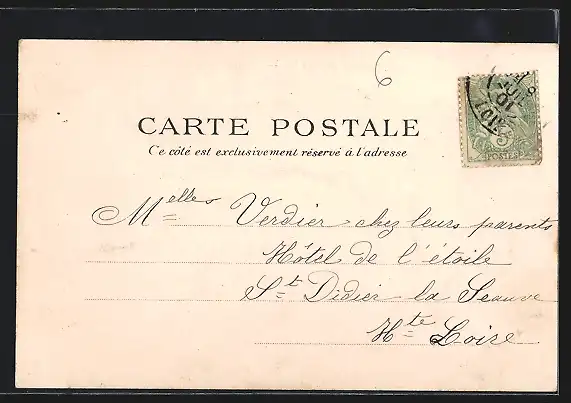 6
CARTE POSTALE
Ce côté est exclusivement réservé à l'adresse
POSTES
Melles Verdier chez leurs parents
Hôtel de l'étoile
St Didier la Seauve
Hte Loire